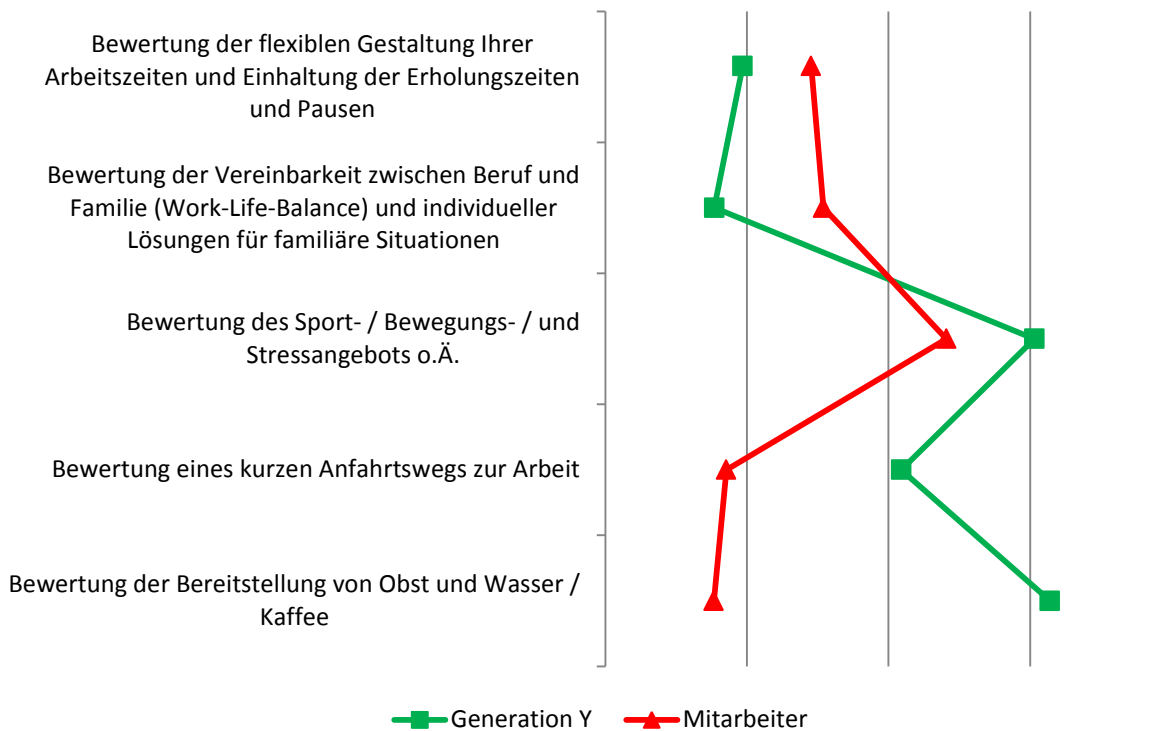 Bewertung der flexiblen Gestaltung Ihrer
Arbeitszeiten und Einhaltung der Erholungszeiten
und Pausen
Bewertung der Vereinbarkeit zwischen Beruf und
Familie (Work-Life-Balance) und individueller
Lösungen für familiäre Situationen
Bewertung des Sport- / Bewegungs- / und
Stressangebots o.Ä.
Bewertung eines kurzen Anfahrtswegs zur Arbeit
Bewertung der Bereitstellung von Obst und Wasser /
Kaffee
Generation Y Mitarbeiter